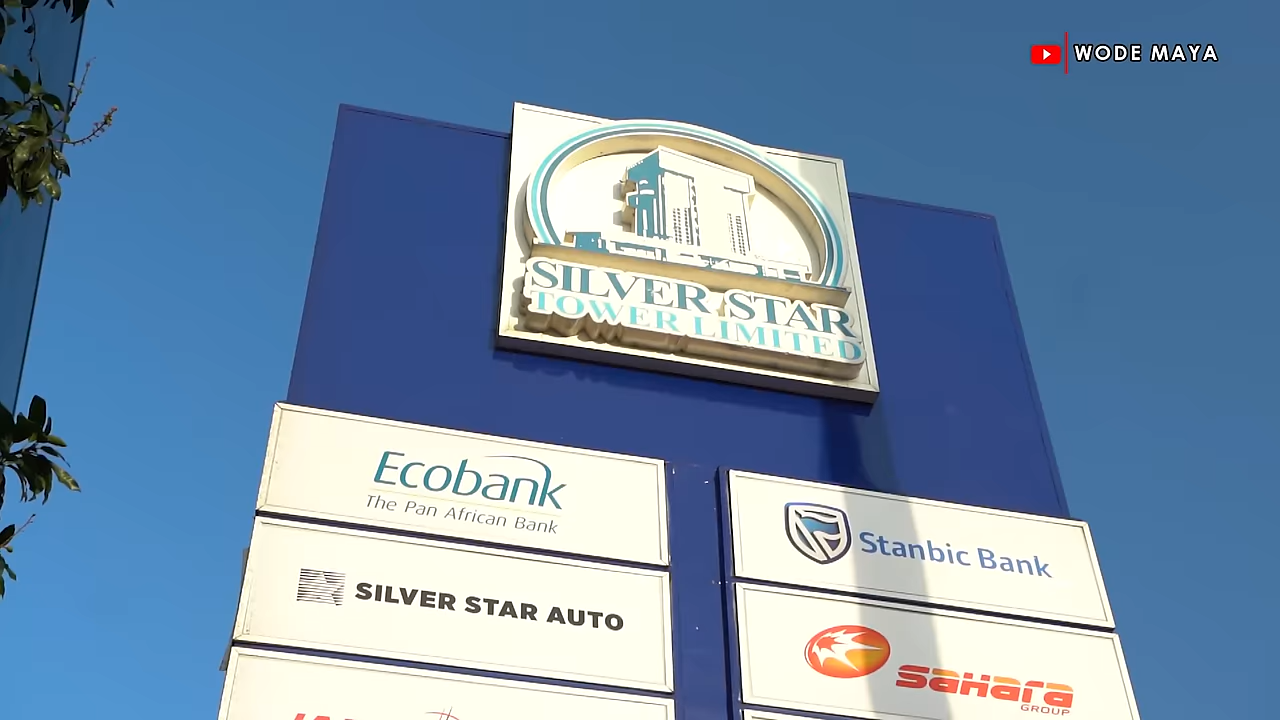 WODE MAYA
SILVER STAR
TOWER LIMITED
Ecobank
The Pan African Bank
Stanbic Bank
SILVER STAR AUTO
sahara
GROUP